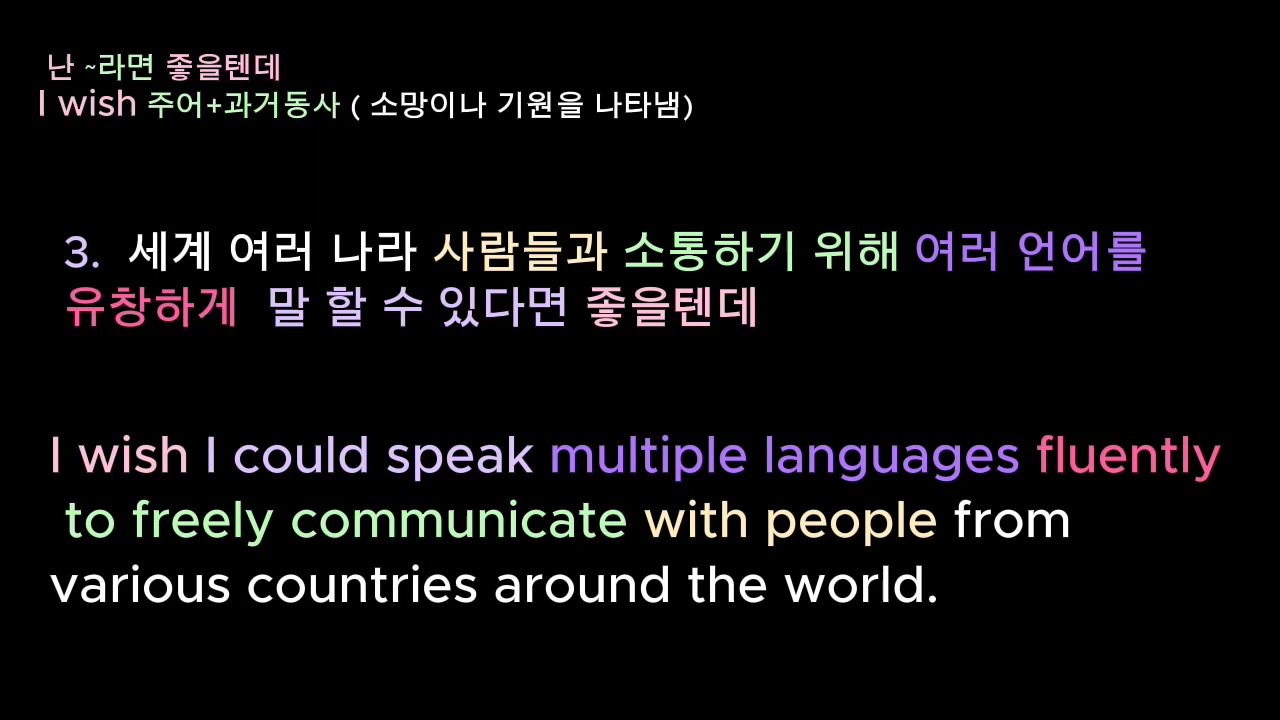 난 ~라면 좋을텐데
I wish 주어+과거동사 ( 소망이나 기원을 나타냄)
3. 세계 여러 나라 사람들과 소통하기 위해 여러 언어를
유창하게 말 할 수 있다면 좋을텐데
I wish I could speak multiple languages fluently
to freely communicate with people from
various countries around the world.